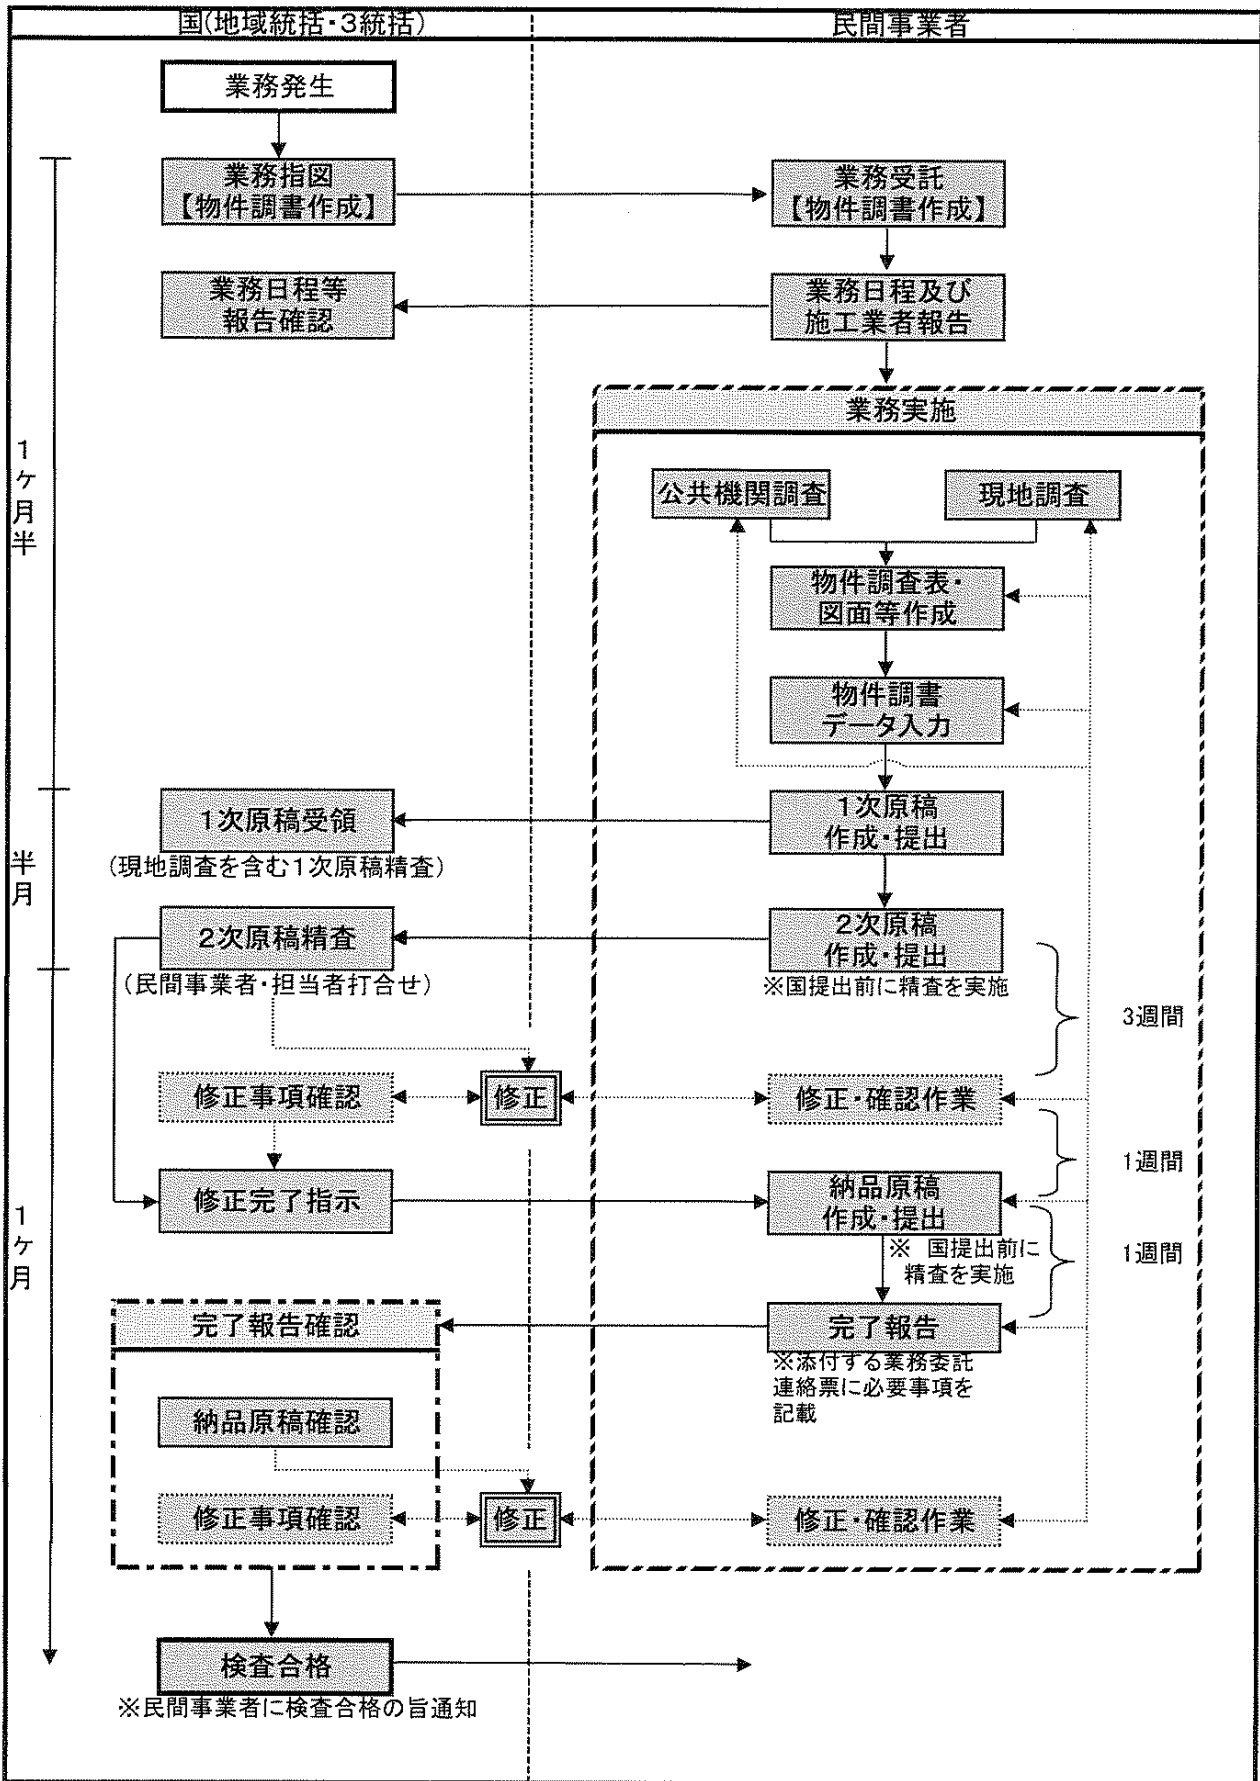 国(地域統括・3統括)
民間事業者
業務発生
業務指図
【物件調書作成】
業務受託
【物件調書作成】
業務日程等
報告確認
業務日程及び
施工業者報告
業務実施
1ヶ月半
公共機関調査
現地調査
物件調査表・
図面等作成
物件調書
データ入力
半月
1次原稿受領
(現地調査を含む1次原稿精査)
1次原稿
作成・提出
2次原稿精査
(民間事業者・担当者打合せ)
2次原稿
作成・提出
※国提出前に精査を実施
3週間
修正事項確認
修正
修正・確認作業
1週間
1ヶ月
修正完了指示
納品原稿
作成・提出
※ 国提出前に
精査を実施
1週間
完了報告確認
完了報告
※添付する業務委託
連絡票に必要事項を
記載
納品原稿確認
修正事項確認
修正
修正・確認作業
検査合格
※民間事業者に検査合格の旨通知